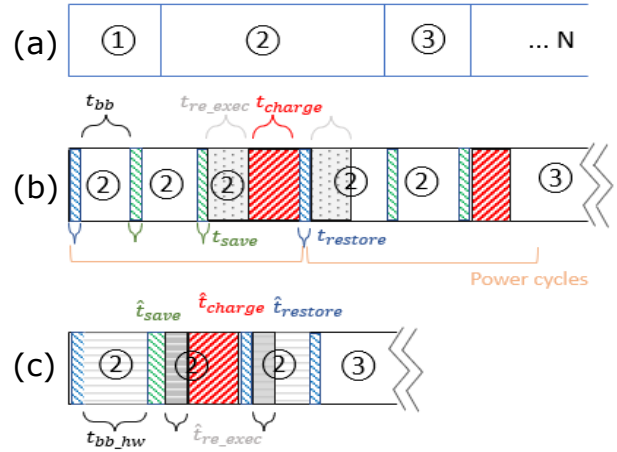 (a) ① ② ③ ... N
t_bb t_re_exec t_charge
(b) ② ② ② ② ② ③
t_save t_restore
Power cycles
t̂_save t̂_charge t̂_restore
(c) ② ② ② ③
t_bb_hw t̂_re_exec